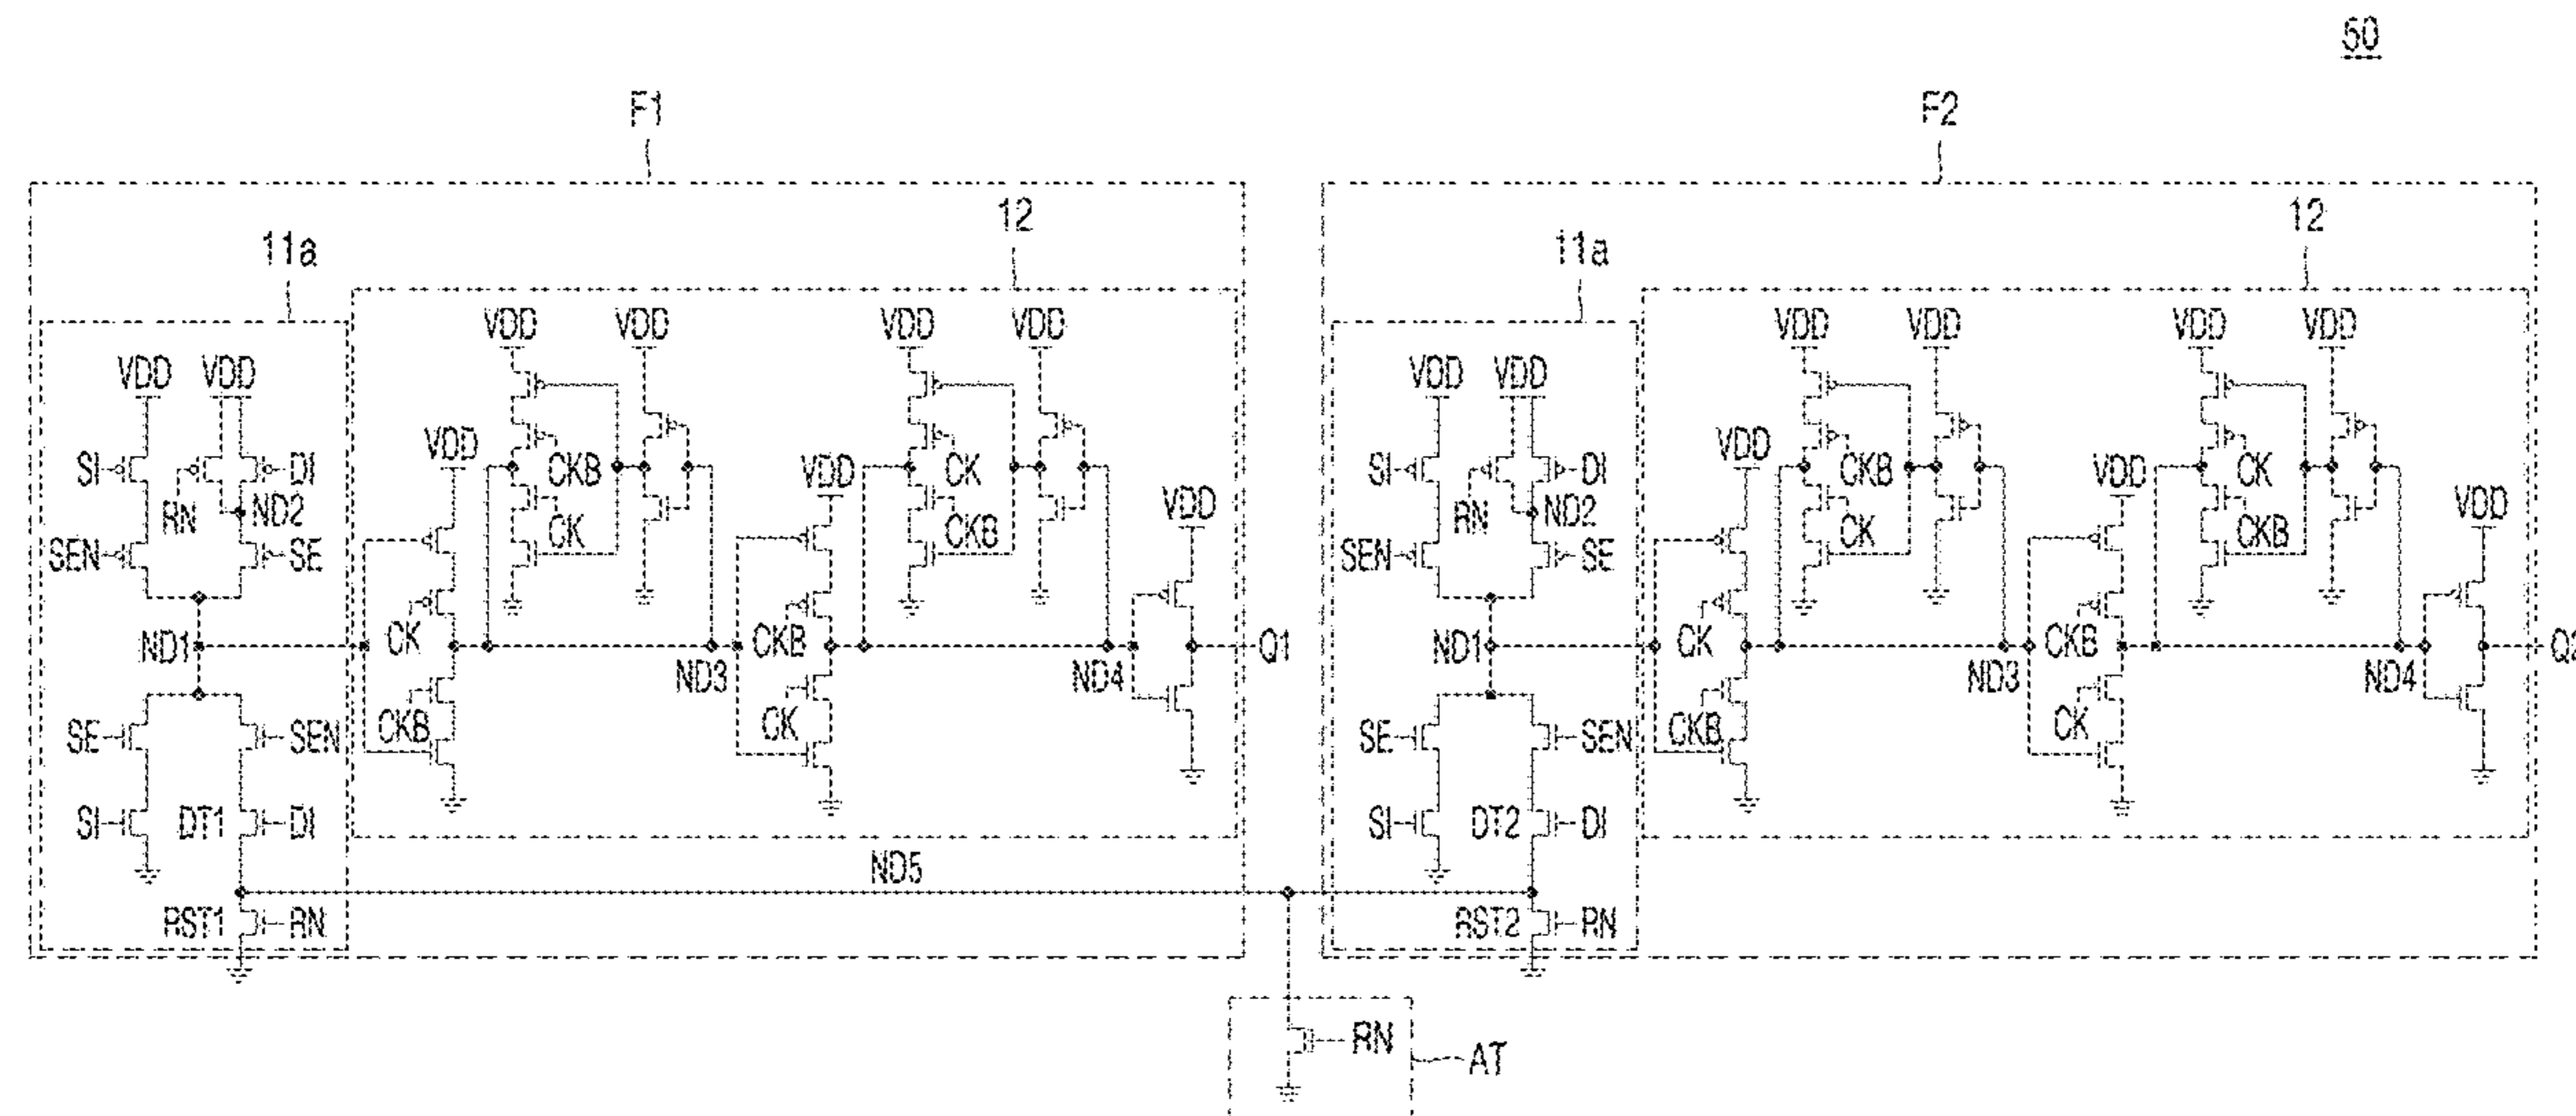 50
F1 F2
12 12
11a 11a
VDD VDD VDD VDD VDD VDD VDD VDD
VDD VDD VDD VDD
VDD VDD
SI DI CKB VDD CK SI DI CKB VDD CK
RN ND2 CK CKB VDD RN ND2 CK CKB VDD
SEN SE SEN SE
ND1 CK ND3 CKB ND4 Q1 ND1 CK ND3 CKB ND4 Q2
SE SEN CKB CK SE SEN CKB CK
SI DT1 DI SI DT2 DI
ND5
RST1 RN RST2 RN
RN AT